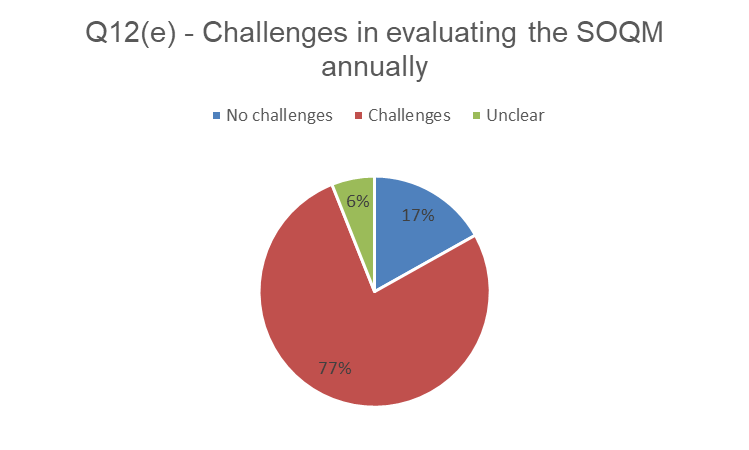 Q12(e) - Challenges in evaluating the SOQM
annually
No challenges Challenges Unclear
6%
17%
77%